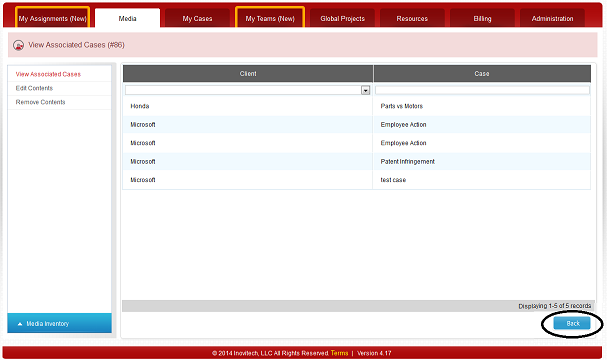 My Assignments (New) Media My Cases My Teams (New) Global Projects Resources Billing Administration
View Associated Cases (#86)
View Associated Cases
Edit Contents
Remove Contents
Client Case
Honda Parts vs Motors
Microsoft Employee Action
Microsoft Employee Action
Microsoft Patent Infringement
Microsoft test case
Displaying 1-5 of 5 records
Media Inventory
Back
© 2014 Inovitech, LLC All Rights Reserved. Terms | Version 4.17